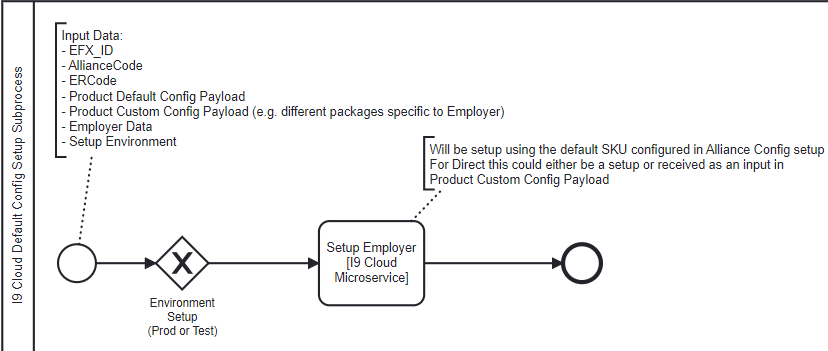 I9 Cloud Default Config Setup Subprocess
Input Data:
- EFX_ID
- AllianceCode
- ERCode
- Product Default Config Payload
- Product Custom Config Payload (e.g. different packages specific to Employer)
- Employer Data
- Setup Environment
Will be setup using the default SKU configured in Alliance Config setup
For Direct this could either be a setup or received as an input in
Product Custom Config Payload
Environment
Setup
(Prod or Test)
Setup Employer
[I9 Cloud
Microservice]